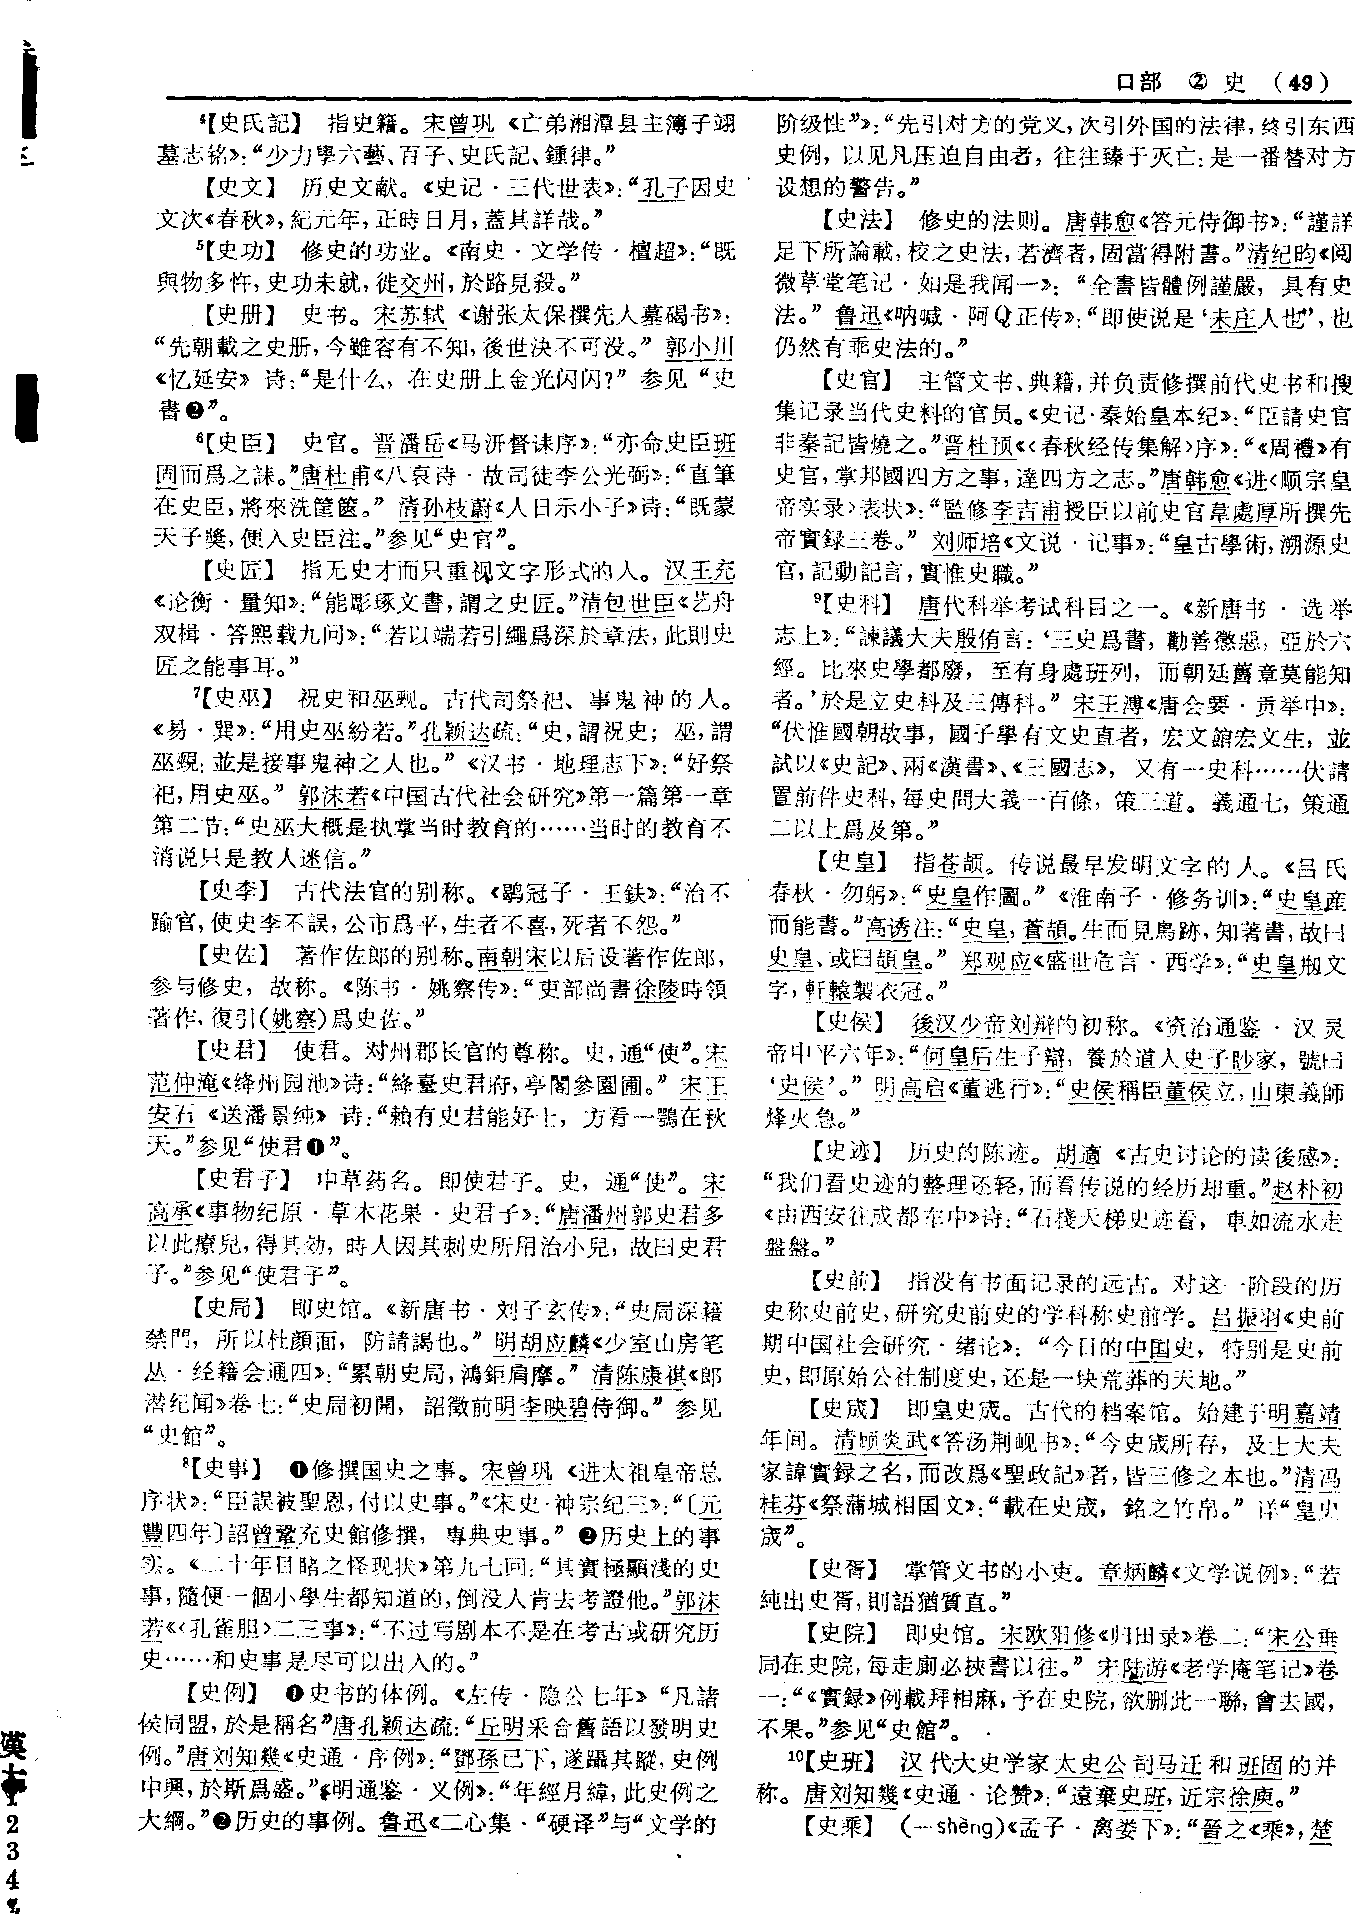 口部 ② 史 （49）
⁴【史氏記】 指史籍。宋曾巩《亡弟湘潭县主簿子翊
墓志铭》：“少力學六藝、百子、史氏記、鍾律。”
【史文】 历史文献。《史记·三代世表》：“孔子因史
文次《春秋》，紀元年，正時日月，蓋其詳哉。”
⁵【史功】 修史的功业。《南史·文学传·檀超》：“既
與物多忤，史功未就，徙交州，於路見殺。”
【史册】 史书。宋苏轼《谢张太保撰先人墓碣书》：
“先朝載之史册，今雖容有不知，後世決不可没。”郭小川
《忆延安》诗：“是什么，在史册上金光闪闪？”参见“史
書❷”。
⁶【史臣】 史官。晋潘岳《马汧督诔序》：“亦命史臣班
固而爲之誄。”唐杜甫《八哀诗·故司徒李公光弼》：“直筆
在史臣，將來洗筐篋。”清孙枝蔚《人日示小子》诗：“既蒙
天子獎，便入史臣注。”参见“史官”。
【史匠】 指无史才而只重视文字形式的人。汉王充
《论衡·量知》：“能彫琢文書，謂之史匠。”清包世臣《艺舟
双楫·答熙载九问》：“若以端若引繩爲深於章法，此則史
匠之能事耳。”
⁷【史巫】 祝史和巫觋。古代司祭祀、事鬼神的人。
《易·巽》：“用史巫紛若。”孔颖达疏：“史，謂祝史；巫，謂
巫覡；並是接事鬼神之人也。”《汉书·地理志下》：“好祭
祀，用史巫。”郭沫若《中国古代社会研究》第一篇第一章
第二节：“史巫大概是执掌当时教育的……当时的教育不
消说只是教人迷信。”
【史李】 古代法官的别称。《鹖冠子·王鈇》：“治不
踰官，使史李不誤，公市爲平，生者不喜，死者不怨。”
【史佐】 著作佐郎的别称。南朝宋以后设著作佐郎，
参与修史，故称。《陈书·姚察传》：“吏部尚書徐陵時領
著作，復引（姚察）爲史佐。”
【史君】 使君。对州郡长官的尊称。史，通“使”。宋
范仲淹《绛州园池》诗：“絳臺史君府，亭閣參園圃。”宋王
安石《送潘景纯》诗：“賴有史君能好士，方看一鶚在秋
天。”参见“使君❶”。
【史君子】 中草药名。即使君子。史，通“使”。宋
高承《事物纪原·草木花果·史君子》：“唐潘州郭史君多
以此療兒，得其効，時人因其刺史所用治小兒，故曰史君
子。”参见“使君子”。
【史局】 即史馆。《新唐书·刘子玄传》：“史局深籍
禁門，所以杜顔面，防請謁也。”明胡应麟《少室山房笔
丛·经籍会通四》：“累朝史局，鴻鉅肩摩。”清陈康祺《郎
潜纪闻》卷七：“史局初開，詔徵前明李映碧侍御。”参见
“史館”。
⁸【史事】 ❶修撰国史之事。宋曾巩《进太祖皇帝总
序状》：“臣誤被聖恩，付以史事。”《宋史·神宗纪三》：“〔元
豐四年〕詔曾鞏充史館修撰，專典史事。”❷历史上的事
实。《二十年目睹之怪现状》第九七回：“其實極顯淺的史
事，隨便一個小學生都知道的，倒没人肯去考證他。”郭沫
若《〈孔雀胆〉二三事》：“不过写剧本不是在考古或研究历
史……和史事是尽可以出入的。”
【史例】 ❶史书的体例。《左传·隐公七年》“凡諸
侯同盟，於是稱名”唐孔颖达疏：“丘明采合舊語以發明史
例。”唐刘知幾《史通·序例》：“鄧孫已下，遂躡其蹤，史例
中興，於斯爲盛。”《明通鉴·义例》：“年經月緯，此史例之
大綱。”❷历史的事例。鲁迅《二心集·“硬译”与“文学的
阶级性”》：“先引对方的党义，次引外国的法律，终引东西
史例，以见凡压迫自由者，往往臻于灭亡：是一番替对方
设想的警告。”
【史法】 修史的法则。唐韩愈《答元侍御书》：“謹詳
足下所論載，校之史法，若濟者，固當得附書。”清纪昀《阅
微草堂笔记·如是我闻一》：“全書皆體例謹嚴，具有史
法。”鲁迅《呐喊·阿Q正传》：“即使说是‘未庄人也’，也
仍然有乖史法的。”
【史官】 主管文书、典籍，并负责修撰前代史书和搜
集记录当代史料的官员。《史记·秦始皇本纪》：“臣請史官
非秦記皆燒之。”晋杜预《〈春秋经传集解〉序》：“《周禮》有
史官，掌邦國四方之事，達四方之志。”唐韩愈《进〈顺宗皇
帝实录〉表状》：“監修李吉甫授臣以前史官韋處厚所撰先
帝實録三卷。”刘师培《文说·记事》：“皇古學術，溯源史
官，記動記言，實惟史職。”
⁹【史科】 唐代科举考试科目之一。《新唐书·选举
志上》：“諫議大夫殷侑言：‘三史爲書，勸善懲惡，亞於六
經。比來史學都廢，至有身處班列，而朝廷舊章莫能知
者。’於是立史科及三傳科。”宋王溥《唐会要·贡举中》：
“伏惟國朝故事，國子學有文史直者，宏文館宏文生，並
試以《史記》、兩《漢書》、《三國志》，又有一史科……伏請
置前件史科，每史問大義一百條，策三道。義通七，策通
二以上爲及第。”
【史皇】 指苍颉。传说最早发明文字的人。《吕氏
春秋·勿躬》：“史皇作圖。”《淮南子·修务训》：“史皇産
而能書。”高诱注：“史皇，蒼頡。生而見鳥跡，知著書，故曰
史皇，或曰頡皇。”郑观应《盛世危言·西学》：“史皇剏文
字，軒轅製衣冠。”
【史侯】 後汉少帝刘辩的初称。《资治通鉴·汉灵
帝中平六年》：“何皇后生子辯，養於道人史子眇家，號曰
‘史侯’。”明高启《董逃行》：“史侯稱臣董侯立，山東義師
烽火急。”
【史迹】 历史的陈迹。胡適《古史讨论的读後感》：
“我们看史迹的整理还轻，而看传说的经历却重。”赵朴初
《由西安往成都车中》诗：“石棧天梯史迹看，車如流水走
盤盤。”
【史前】 指没有书面记录的远古。对这一阶段的历
史称史前史，研究史前史的学科称史前学。吕振羽《史前
期中国社会研究·绪论》：“今日的中国史，特别是史前
史，即原始公社制度史，还是一块荒莽的天地。”
【史宬】 即皇史宬。古代的档案馆。始建于明嘉靖
年间。清顾炎武《答汤荆岘书》：“今史宬所存，及士大夫
家諱實録之名，而改爲《聖政記》者，皆三修之本也。”清冯
桂芬《祭蒲城相国文》：“載在史宬，銘之竹帛。”详“皇史
宬”。
【史胥】 掌管文书的小吏。章炳麟《文学说例》：“若
純出史胥，則語猶質直。”
【史院】 即史馆。宋欧阳修《归田录》卷二：“宋公垂
同在史院，每走廁必挾書以往。”宋陆游《老学庵笔记》卷
一：“《實録》例載拜相麻，予在史院，欲删此一聯，會去國，
不果。”参见“史館”。
¹⁰【史班】 汉代大史学家太史公司马迁和班固的并
称。唐刘知幾《史通·论赞》：“遠棄史班，近宗徐庾。”
【史乘】 （—shèng）《孟子·离娄下》：“晉之《乘》，楚
漢
1
2
3
4